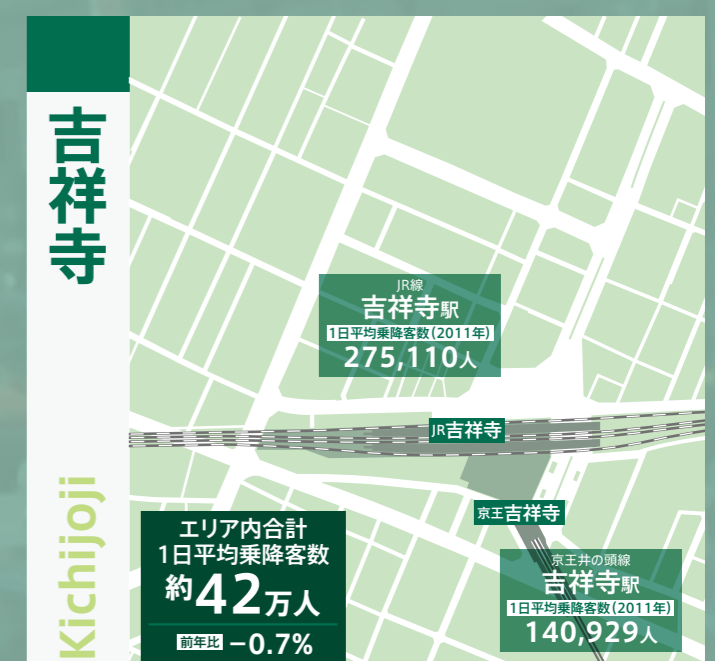 吉祥寺
Kichijoji
JR線
吉祥寺駅
1日平均乗降客数(2011年)
275,110人
JR吉祥寺
京王吉祥寺
エリア内合計
1日平均乗降客数
約42万人
前年比 −0.7%
京王井の頭線
吉祥寺駅
1日平均乗降客数(2011年)
140,929人